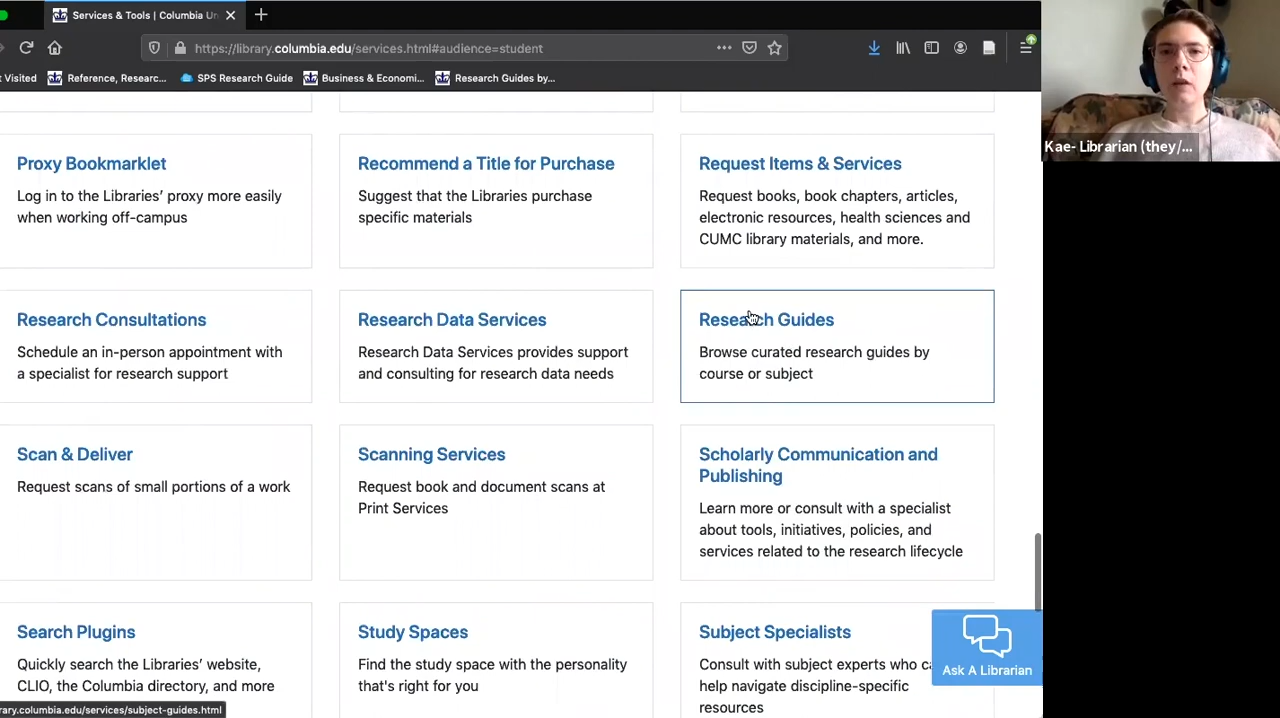 Services & Tools | Columbia Un
https://library.columbia.edu/services.html#audience=student
t Visited
Reference, Researc...
SPS Research Guide
Business & Economi...
Research Guides by...
Kae- Librarian (they/...
Proxy Bookmarklet
Log in to the Libraries’ proxy more easily
when working off-campus
Recommend a Title for Purchase
Suggest that the Libraries purchase
specific materials
Request Items & Services
Request books, book chapters, articles,
electronic resources, health sciences and
CUMC library materials, and more.
Research Consultations
Schedule an in-person appointment with
a specialist for research support
Research Data Services
Research Data Services provides support
and consulting for research data needs
Research Guides
Browse curated research guides by
course or subject
Scan & Deliver
Request scans of small portions of a work
Scanning Services
Request book and document scans at
Print Services
Scholarly Communication and
Publishing
Learn more or consult with a specialist
about tools, initiatives, policies, and
services related to the research lifecycle
Search Plugins
Quickly search the Libraries’ website,
CLIO, the Columbia directory, and more
Study Spaces
Find the study space with the personality
that's right for you
Subject Specialists
Consult with subject experts who c
help navigate discipline-specific
resources
Ask A Librarian
rary.columbia.edu/services/subject-guides.html